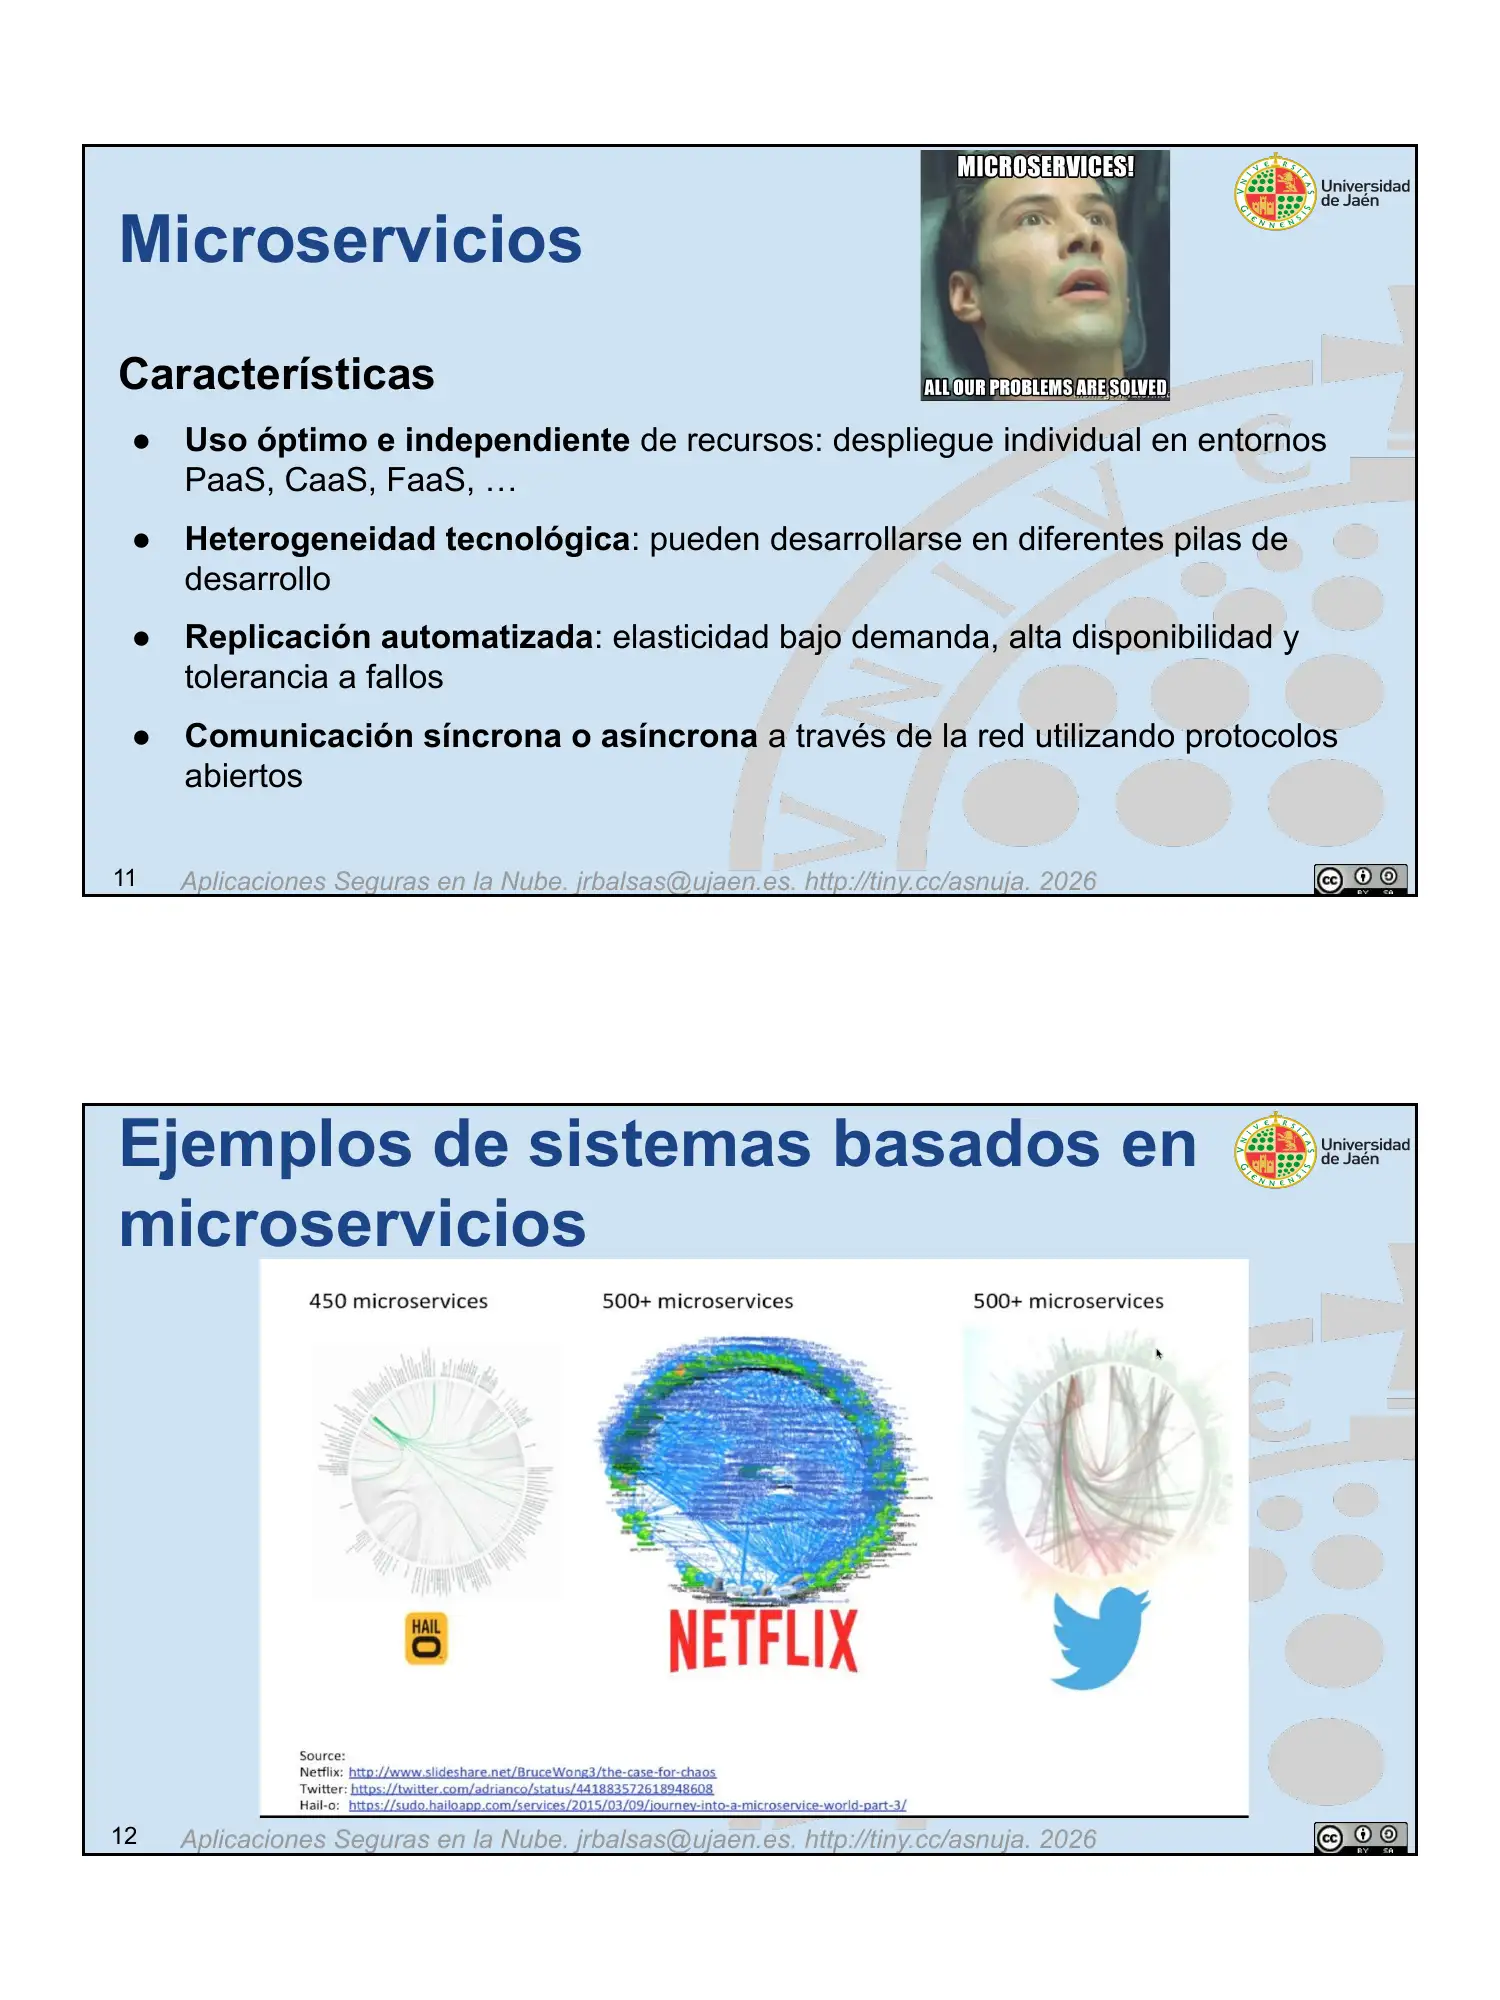 MICROSERVICES!
ALL OUR PROBLEMS ARE SOLVED
Universidad
de Jaén
Microservicios
Características
● Uso óptimo e independiente de recursos: despliegue individual en entornos
PaaS, CaaS, FaaS, …
● Heterogeneidad tecnológica: pueden desarrollarse en diferentes pilas de
desarrollo
● Replicación automatizada: elasticidad bajo demanda, alta disponibilidad y
tolerancia a fallos
● Comunicación síncrona o asíncrona a través de la red utilizando protocolos
abiertos
11
Aplicaciones Seguras en la Nube. jrbalsas@ujaen.es. http://tiny.cc/asnuja. 2026
cc BY SA
Ejemplos de sistemas basados en
microservicios
Universidad
de Jaén
450 microservices
500+ microservices
500+ microservices
HAIL
O
NETFLIX
Source:
Netflix: http://www.slideshare.net/BruceWong3/the-case-for-chaos
Twitter: https://twitter.com/adrianco/status/441883572618948608
Hail-o: https://sudo.hailoapp.com/services/2015/03/09/journey-into-a-microservice-world-part-3/
12
Aplicaciones Seguras en la Nube. jrbalsas@ujaen.es. http://tiny.cc/asnuja. 2026
cc BY SA